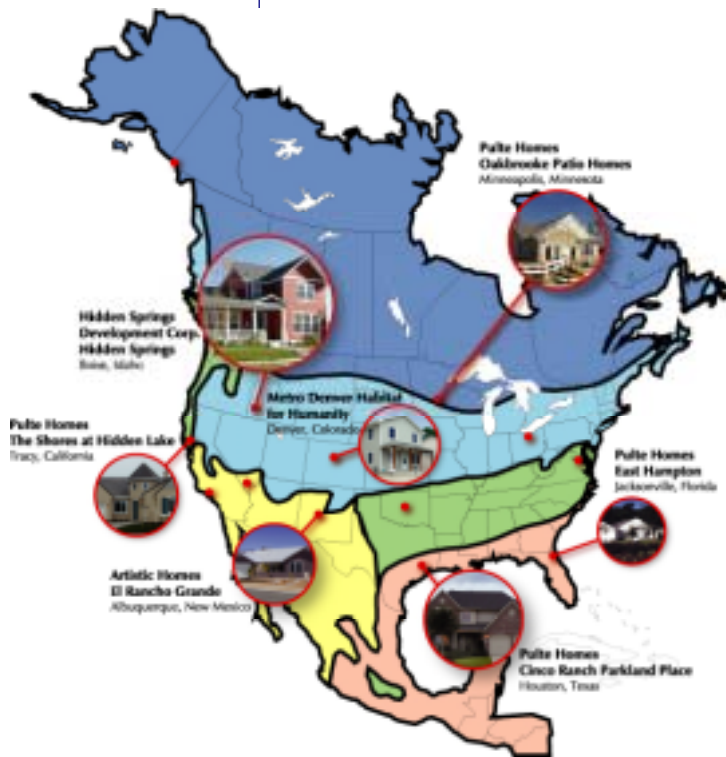 Pulte Homes
Oakbrooke Patio Homes
Minneapolis, Minnesota
Hidden Springs
Development Corp.
Hidden Springs
Boise, Idaho
Metro Denver Habitat
for Humanity
Denver, Colorado
Pulte Homes
The Shores at Hidden Lake
Tracy, California
Pulte Homes
East Hampton
Jacksonville, Florida
Artistic Homes
El Rancho Grande
Albuquerque, New Mexico
Pulte Homes
Cinco Ranch Parkland Place
Houston, Texas